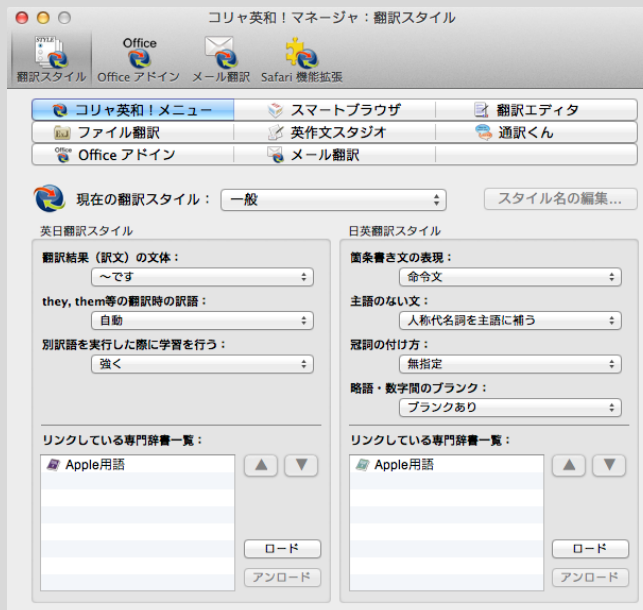 コリャ英和！マネージャ：翻訳スタイル
STYLE
Office
翻訳スタイル Office アドイン メール翻訳 Safari 機能拡張
コリャ英和！メニュー スマートブラウザ 翻訳エディタ
ファイル翻訳 英作文スタジオ 通訳くん
Office アドイン メール翻訳
現在の翻訳スタイル： 一般 スタイル名の編集...
英日翻訳スタイル
翻訳結果（訳文）の文体：
～です
they, them等の翻訳時の訳語：
自動
別訳語を実行した際に学習を行う：
強く
リンクしている専門辞書一覧：
Apple用語
ロード
アンロード
日英翻訳スタイル
箇条書き文の表現：
命令文
主語のない文：
人称代名詞を主語に補う
冠詞の付け方：
無指定
略語・数字間のブランク：
ブランクあり
リンクしている専門辞書一覧：
Apple用語
ロード
アンロード